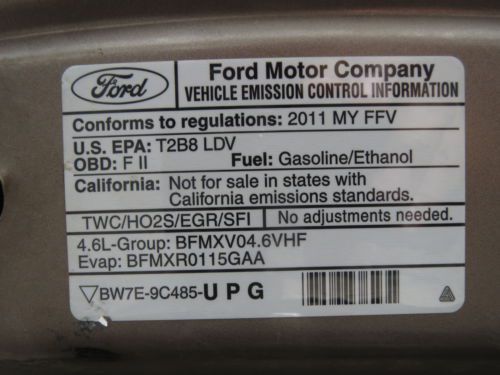 Ford
Ford Motor Company
VEHICLE EMISSION CONTROL INFORMATION
Conforms to regulations: 2011 MY FFV
U.S. EPA: T2B8 LDV
OBD: F II Fuel: Gasoline/Ethanol
California: Not for sale in states with
California emissions standards.
TWC/HO2S/EGR/SFI No adjustments needed.
4.6L-Group: BFMXV04.6VHF
Evap: BFMXR0115GAA
BW7E-9C485-U P G